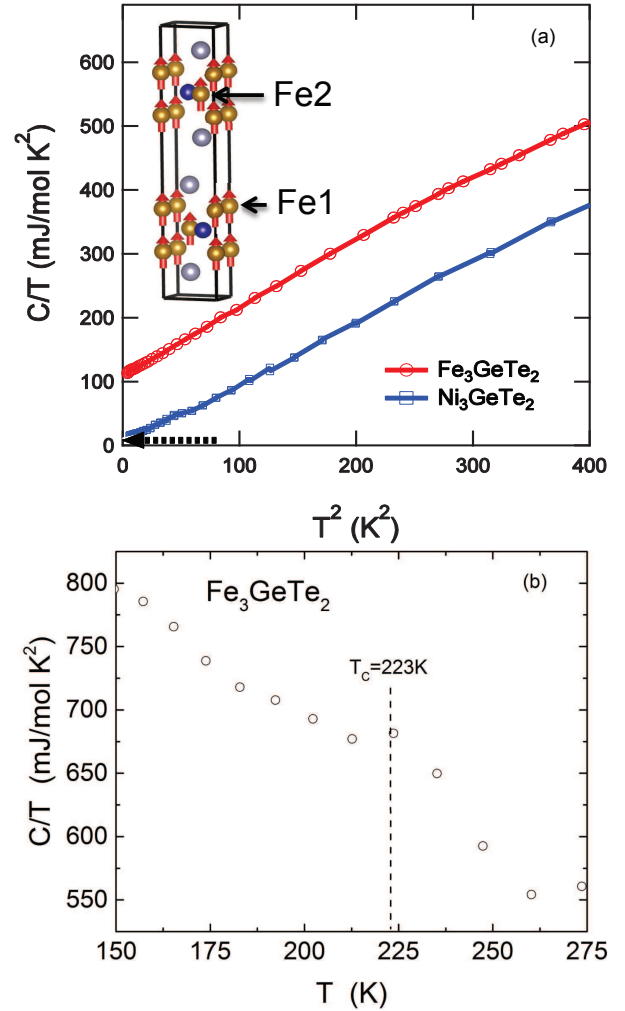 (a)
600
500
400
300
200
100
0
C/T (mJ/mol K²)
Fe2
Fe1
Fe₃GeTe₂
Ni₃GeTe₂
0 100 200 300 400
T² (K²)
(b)
Fe₃GeTe₂
T_C=223K
800
750
700
650
600
550
C/T (mJ/mol K²)
150 175 200 225 250 275
T (K)